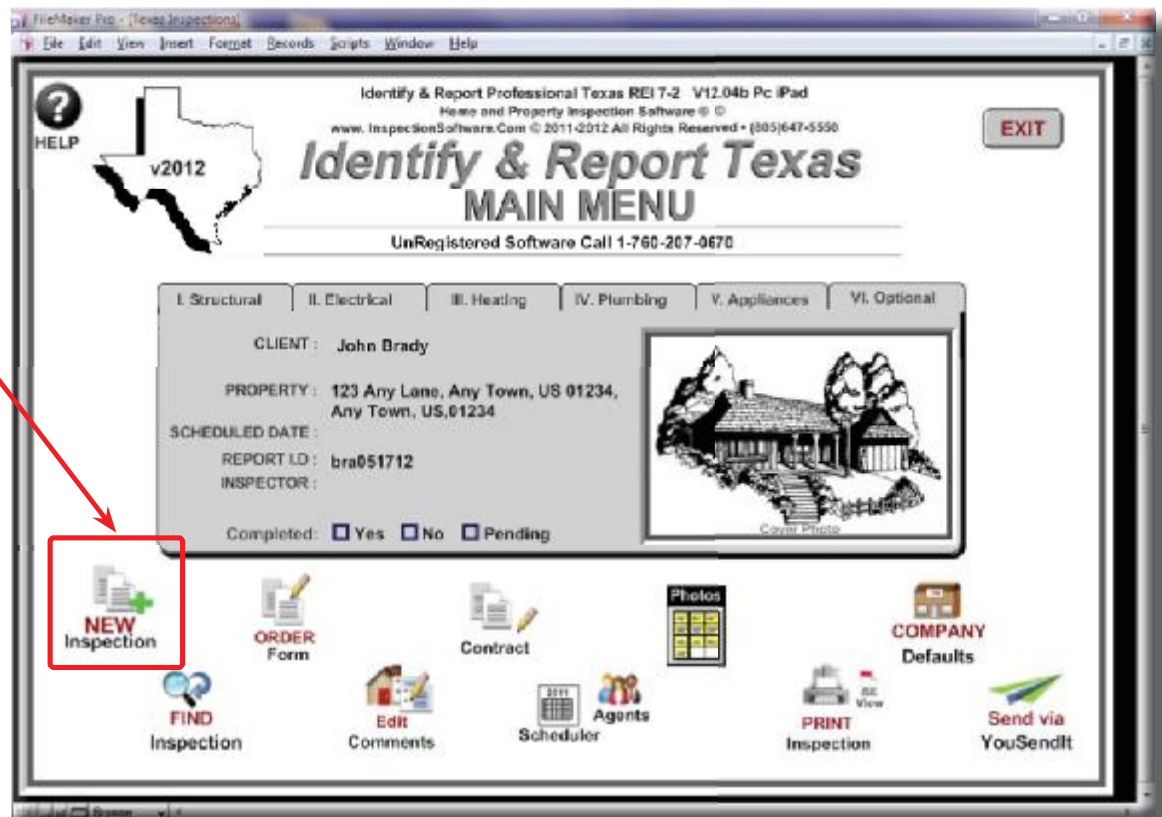 FileMaker Pro - [Texas Inspections]
File Edit View Insert Format Records Scripts Window Help
HELP
v2012
Identify & Report Professional Texas REI 7-2 V12.04b Pc iPad
Home and Property Inspection Software ® ©
www. InspectionSoftware.Com © 2011-2012 All Rights Reserved • (805)647-5550
EXIT
Identify & Report Texas
MAIN MENU
UnRegistered Software Call 1-760-207-0670
I. Structural II. Electrical III. Heating IV. Plumbing V. Appliances VI. Optional
CLIENT : John Brady
PROPERTY : 123 Any Lane, Any Town, US 01234,
Any Town, US,01234
SCHEDULED DATE :
REPORT I.D : bra051712
INSPECTOR :
Completed: Yes No Pending
Cover Photo
NEW
Inspection
ORDER
Form
Contract
Photos
COMPANY
Defaults
FIND
Inspection
Edit
Comments
2011
Scheduler
Agents
PRINT
Inspection
View
Send via
YouSendIt
Browse